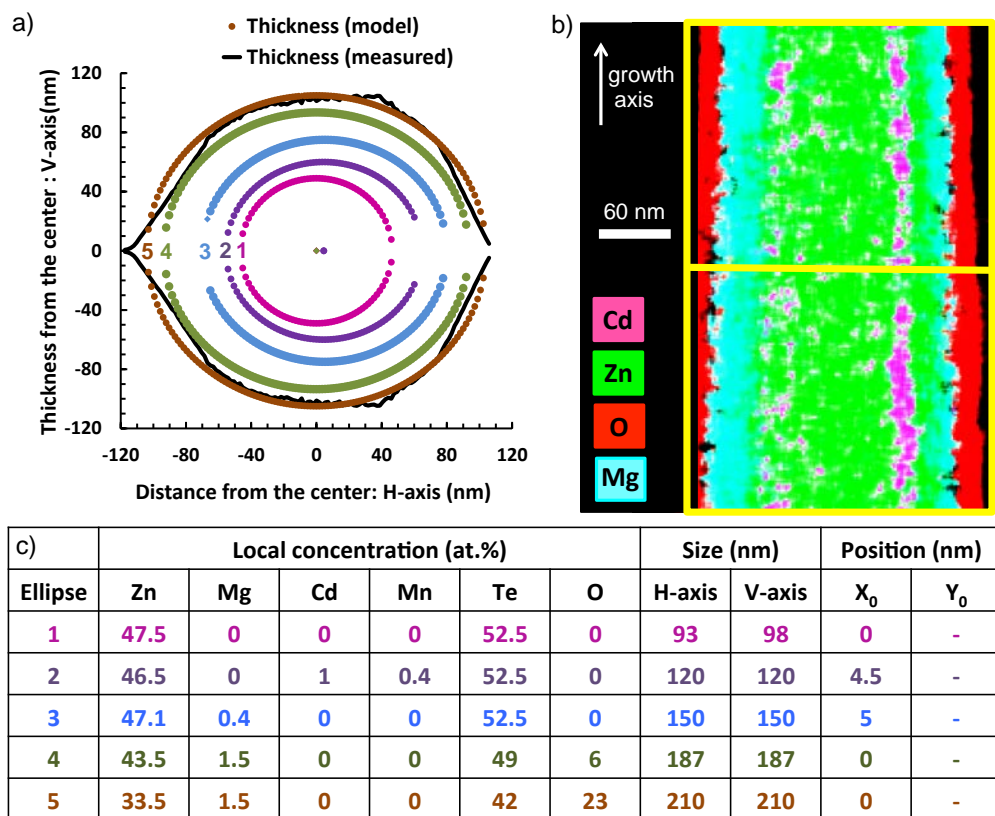 a)
Thickness (model)
Thickness (measured)
Thickness from the center : V-axis(nm)
120
80
40
0
-40
-80
-120
5 4 3 2 1
-120 -80 -40 0 40 80 120
Distance from the center: H-axis (nm)
b)
growth
axis
60 nm
Cd
Zn
O
Mg
c) Local concentration (at.%) Size (nm) Position (nm)
Ellipse Zn Mg Cd Mn Te O H-axis V-axis X₀ Y₀
1 47.5 0 0 0 52.5 0 93 98 0 -
2 46.5 0 1 0.4 52.5 0 120 120 4.5 -
3 47.1 0.4 0 0 52.5 0 150 150 5 -
4 43.5 1.5 0 0 49 6 187 187 0 -
5 33.5 1.5 0 0 42 23 210 210 0 -